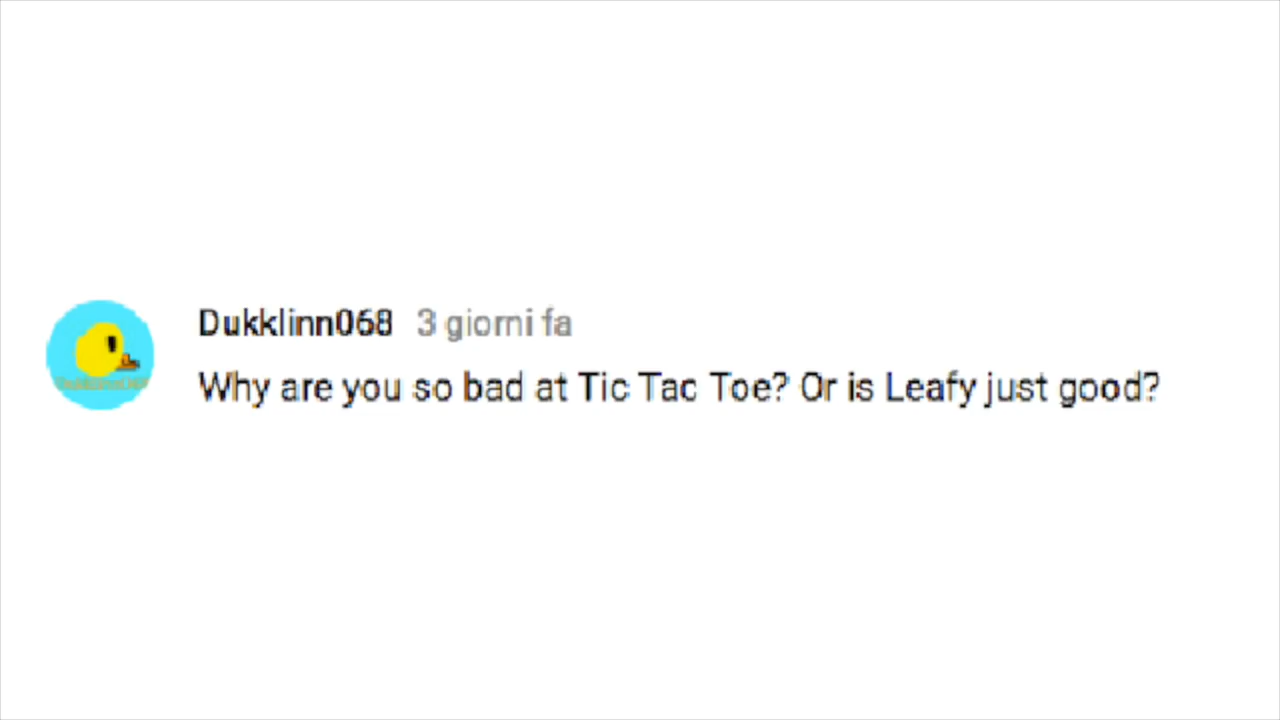 Dukklinn068 3 giorni fa
Why are you so bad at Tic Tac Toe? Or is Leafy just good?